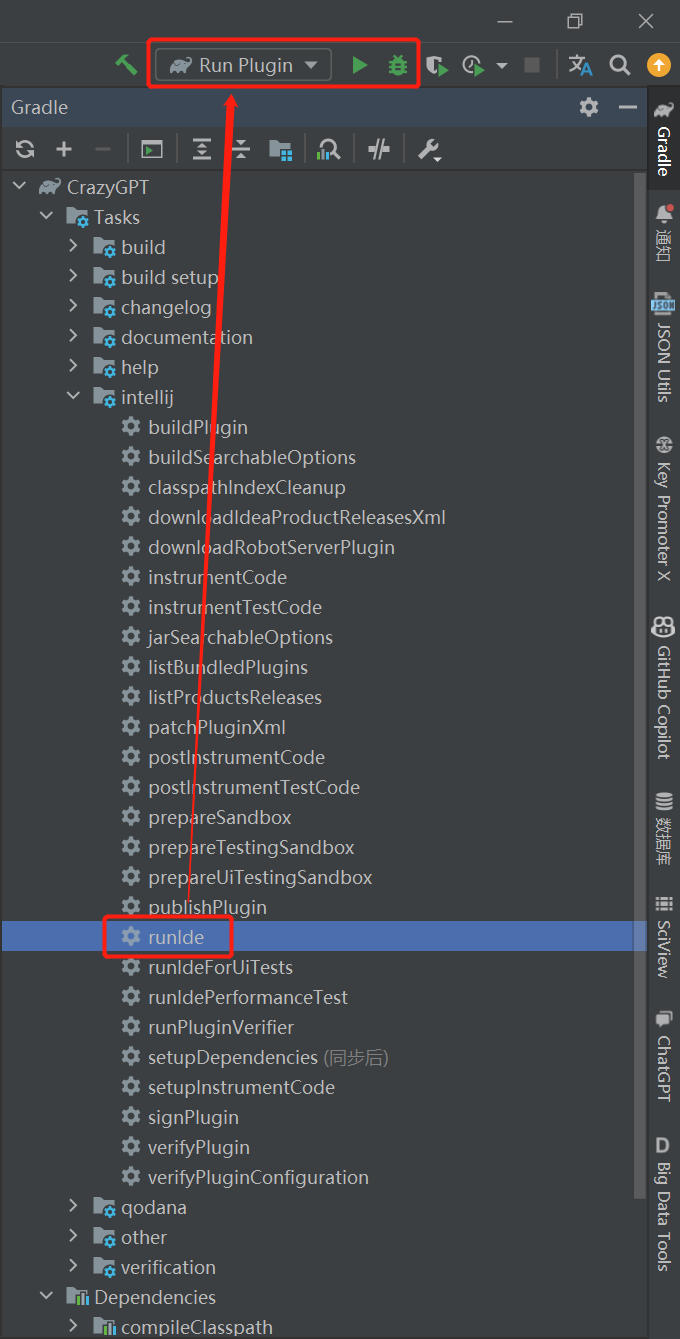 Run Plugin
Gradle
CrazyGPT
Tasks
build
build setup
changelog
documentation
help
intellij
buildPlugin
buildSearchableOptions
classpathIndexCleanup
downloadIdeaProductReleasesXml
downloadRobotServerPlugin
instrumentCode
instrumentTestCode
jarSearchableOptions
listBundledPlugins
listProductsReleases
patchPluginXml
postInstrumentCode
postInstrumentTestCode
prepareSandbox
prepareTestingSandbox
prepareUiTestingSandbox
publishPlugin
runIde
runIdeForUiTests
runIdePerformanceTest
runPluginVerifier
setupDependencies (同步后)
setupInstrumentCode
signPlugin
verifyPlugin
verifyPluginConfiguration
qodana
other
verification
Dependencies
compileClasspath
Gradle
通知
JSON
JSON Utils
Key Promoter X
GitHub Copilot
数据库
SciView
ChatGPT
D
Big Data Tools